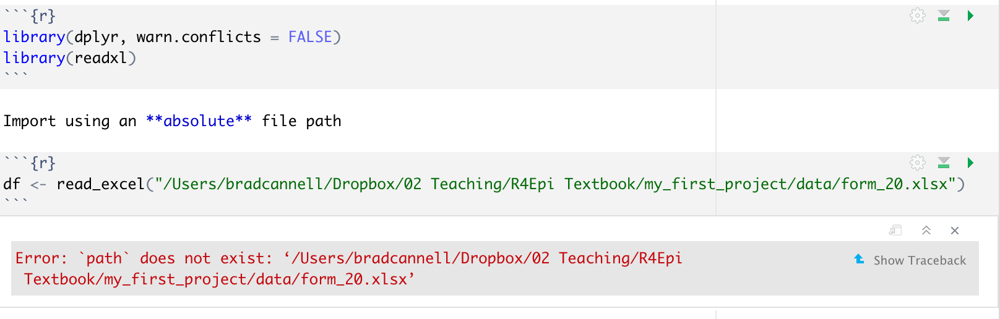 ```{r}
library(dplyr, warn.conflicts = FALSE)
library(readxl)
```
Import using an **absolute** file path
```{r}
df <- read_excel("/Users/bradcannell/Dropbox/02 Teaching/R4Epi Textbook/my_first_project/data/form_20.xlsx")
```
Error: `path` does not exist: ‘/Users/bradcannell/Dropbox/02 Teaching/R4Epi
Textbook/my_first_project/data/form_20.xlsx’
Show Traceback